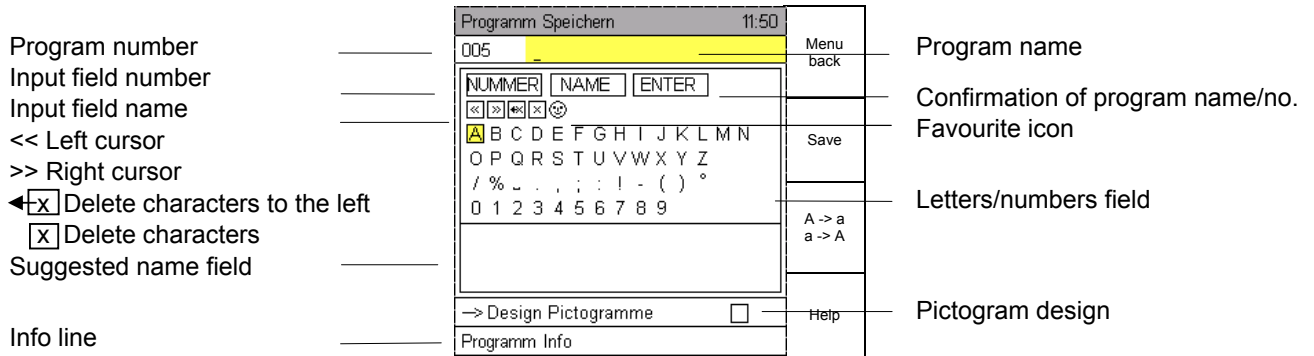 Program number
Input field number
Input field name
<< Left cursor
>> Right cursor
x Delete characters to the left
x Delete characters
Suggested name field
Info line
Programm Speichern 11:50
005 _
NUMMER NAME ENTER
« » x x
A B C D E F G H I J K L M N
O P Q R S T U V W X Y Z
/ % ⌣ . , ; : ! - ( ) °
0 1 2 3 4 5 6 7 8 9
–> Design Pictogramme
Programm Info
Menu
back
Save
A -> a
a -> A
Help
Program name
Confirmation of program name/no.
Favourite icon
Letters/numbers field
Pictogram design